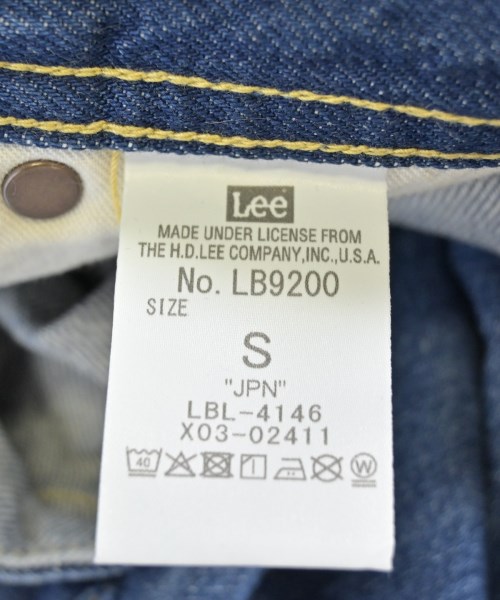 Lee
MADE UNDER LICENSE FROM
THE H.D.LEE COMPANY,INC.,U.S.A.
No. LB9200
SIZE
S
"JPN"
LBL-4146
X03-02411
40 W